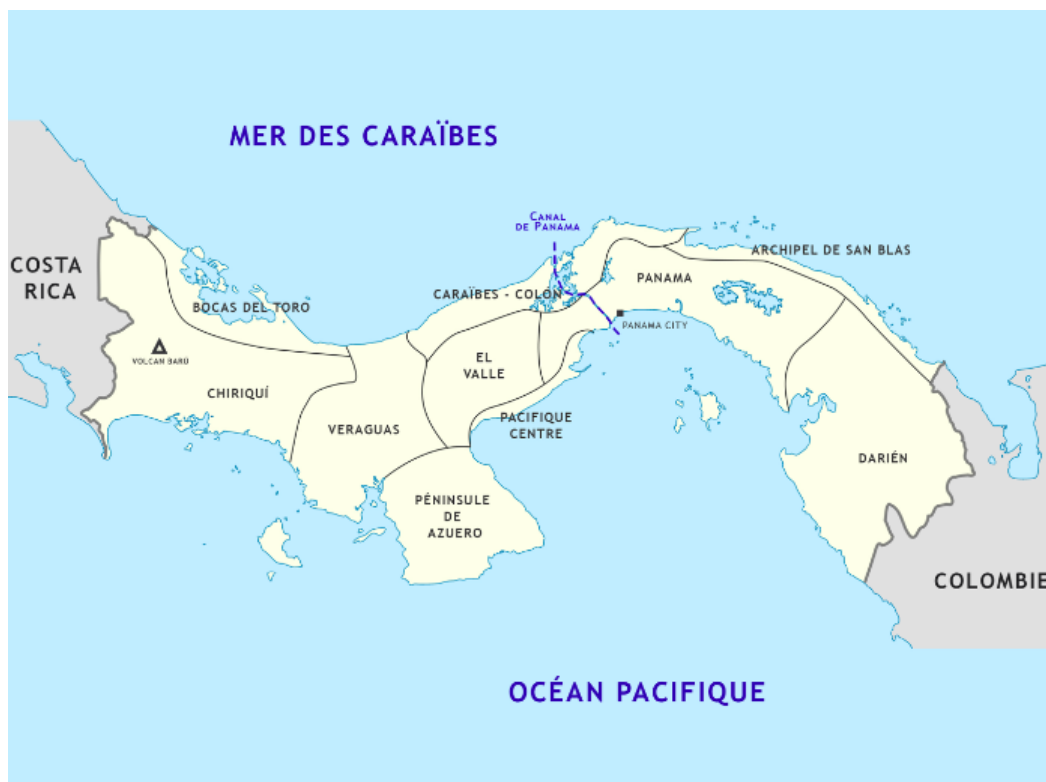 MER DES CARAÏBES
CANAL
DE PANAMA
ARCHIPEL DE SAN BLAS
COSTA
RICA
PANAMA
CARAÏBES - COLÓN
BOCAS DEL TORO
PANAMA CITY
VOLCAN BARÚ
EL
VALLE
CHIRIQUÍ
PACIFIQUE
CENTRE
VERAGUAS
DARIÉN
PÉNINSULE
DE
AZUERO
COLOMBIE
OCÉAN PACIFIQUE